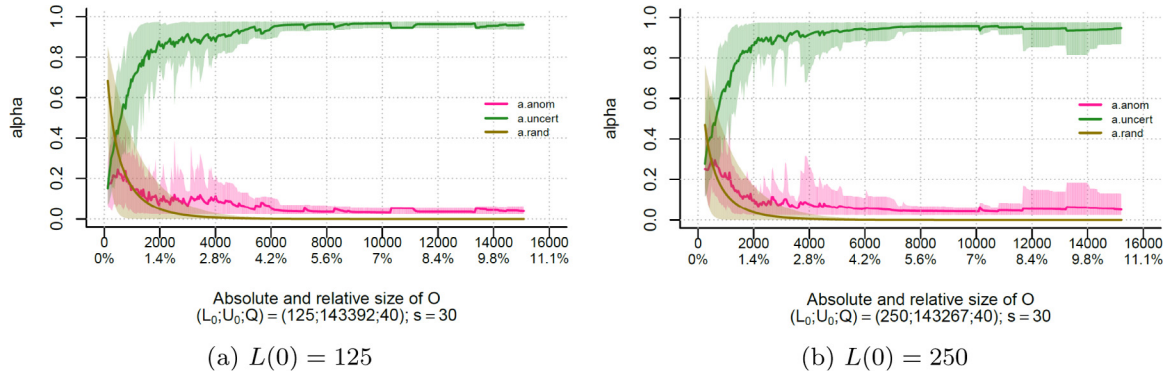 alpha
1.0
0.8
0.6
0.4
0.2
0.0
a.anom
a.uncert
a.rand
0 2000 4000 6000 8000 10000 12000 14000 16000
0% 1.4% 2.8% 4.2% 5.6% 7% 8.4% 9.8% 11.1%
Absolute and relative size of O
(L₀;U₀;Q) = (125;143392;40); s = 30
(a) L(0) = 125
alpha
1.0
0.8
0.6
0.4
0.2
0.0
a.anom
a.uncert
a.rand
0 2000 4000 6000 8000 10000 12000 14000 16000
0% 1.4% 2.8% 4.2% 5.6% 7% 8.4% 9.8% 11.1%
Absolute and relative size of O
(L₀;U₀;Q) = (250;143267;40); s = 30
(b) L(0) = 250